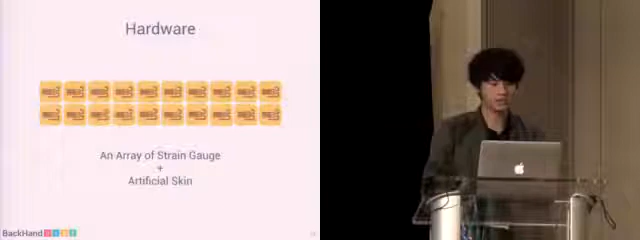 Hardware
An Array of Strain Gauge
+
Artificial Skin
BackHand